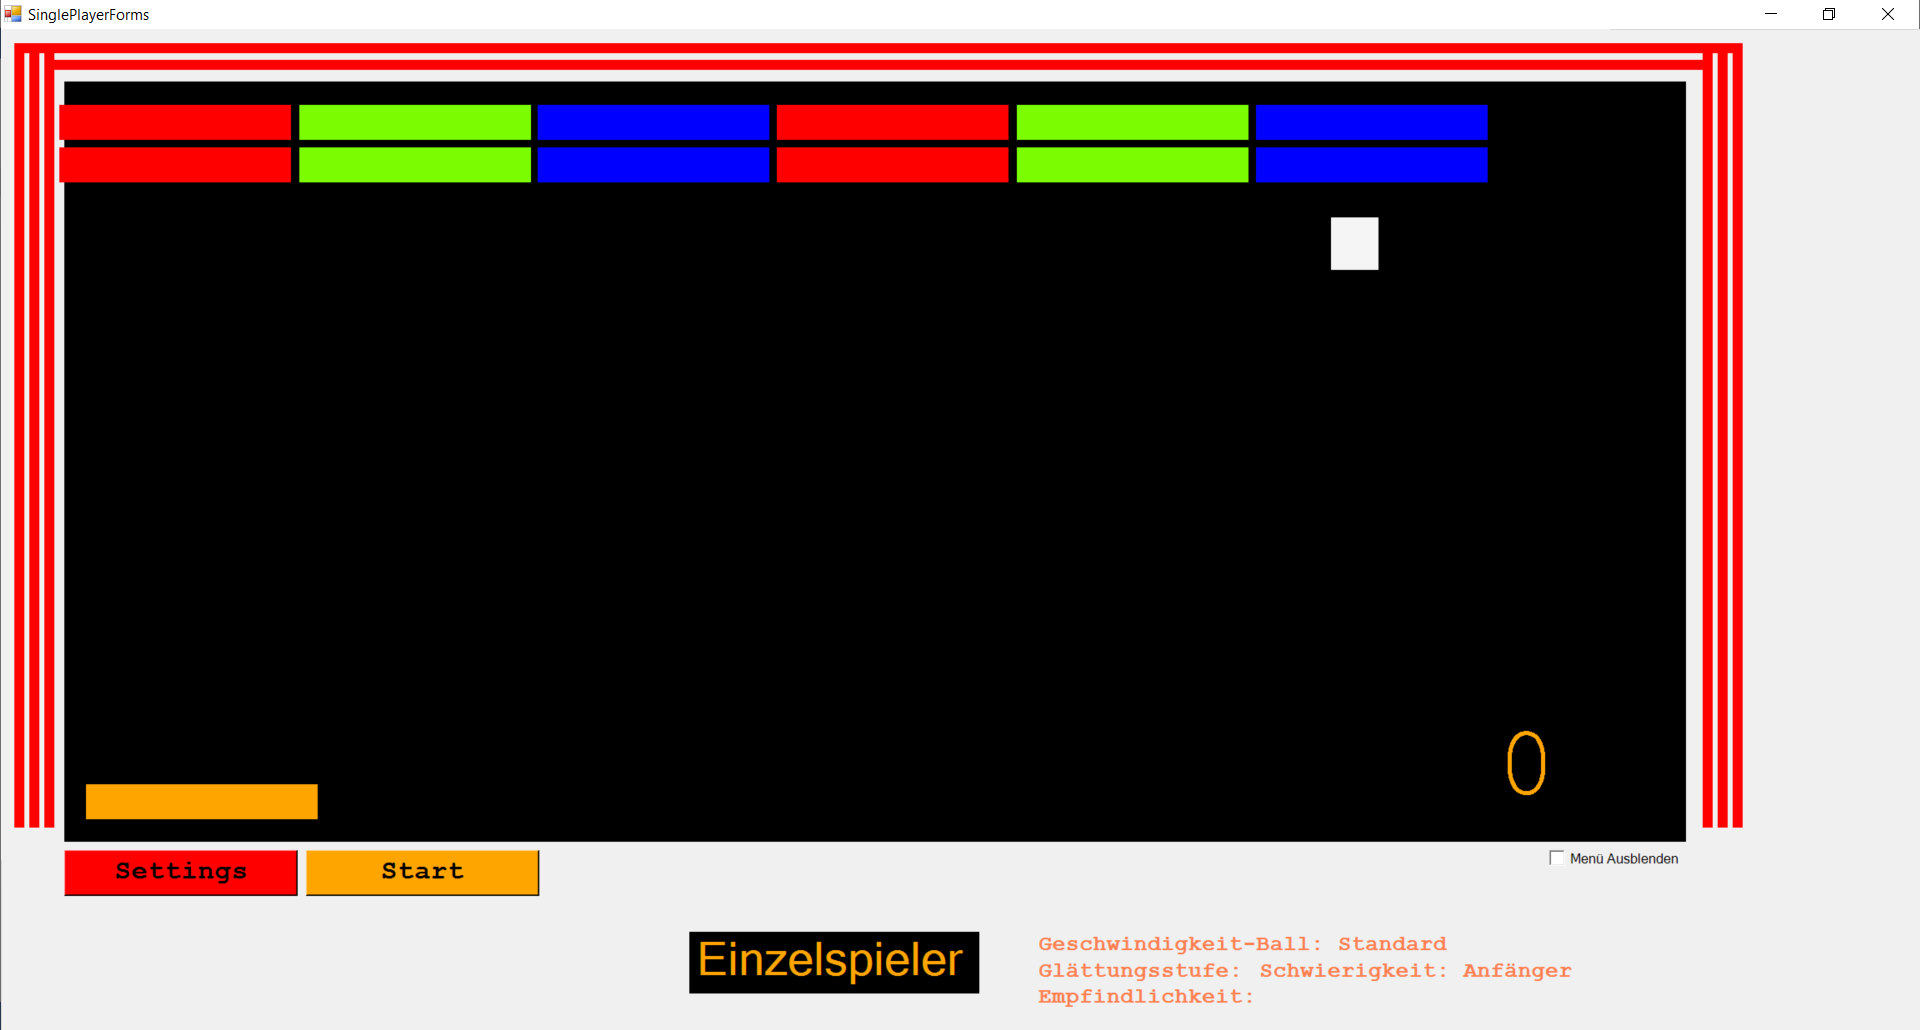 SinglePlayerForms
0
Settings
Start
Menü Ausblenden
Einzelspieler
Geschwindigkeit-Ball: Standard
Glättungsstufe: Schwierigkeit: Anfänger
Empfindlichkeit: